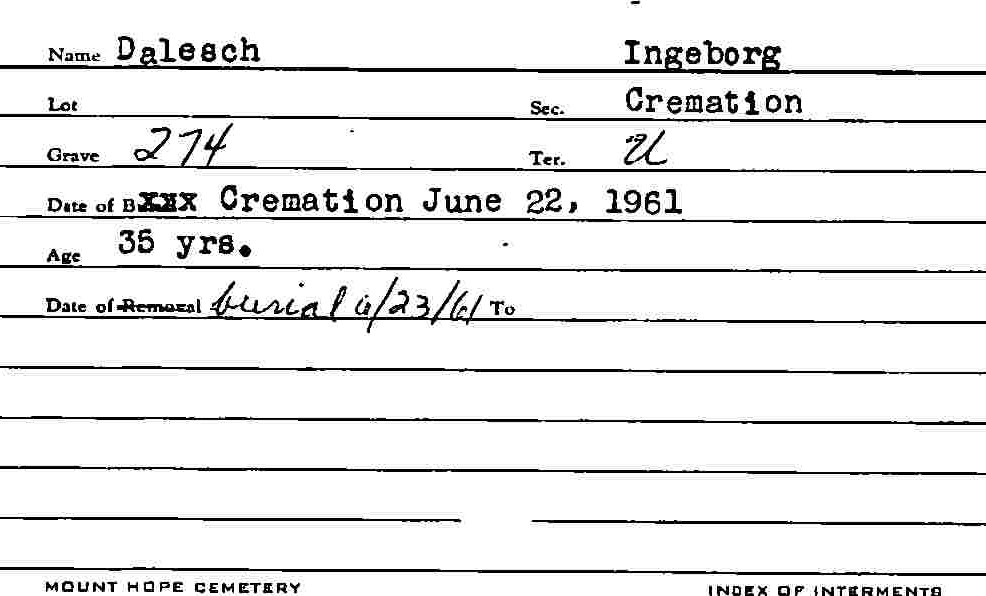 Name Dalesch Ingeborg
Lot Sec. Cremation
Grave 274 Ter. U
Date of Bxxx Cremation June 22, 1961
Age 35 yrs.
Date of Removal burial 6/23/61 To
MOUNT HOPE CEMETERY INDEX OF INTERMENTS